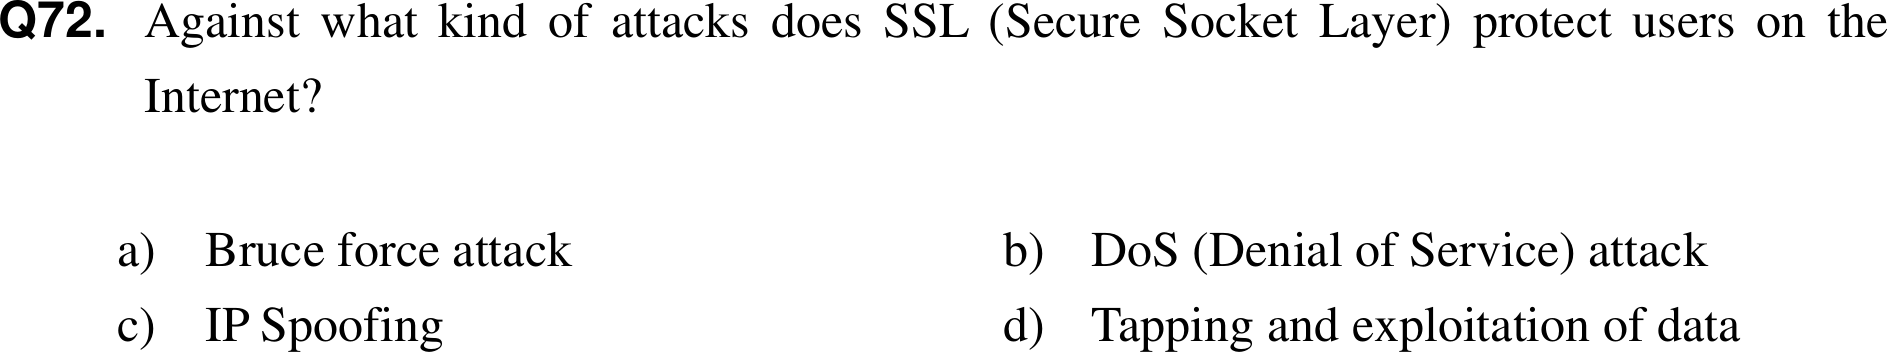 Q72. Against what kind of attacks does SSL (Secure Socket Layer) protect users on the
Internet?
a) Bruce force attack
b) DoS (Denial of Service) attack
c) IP Spoofing
d) Tapping and exploitation of data